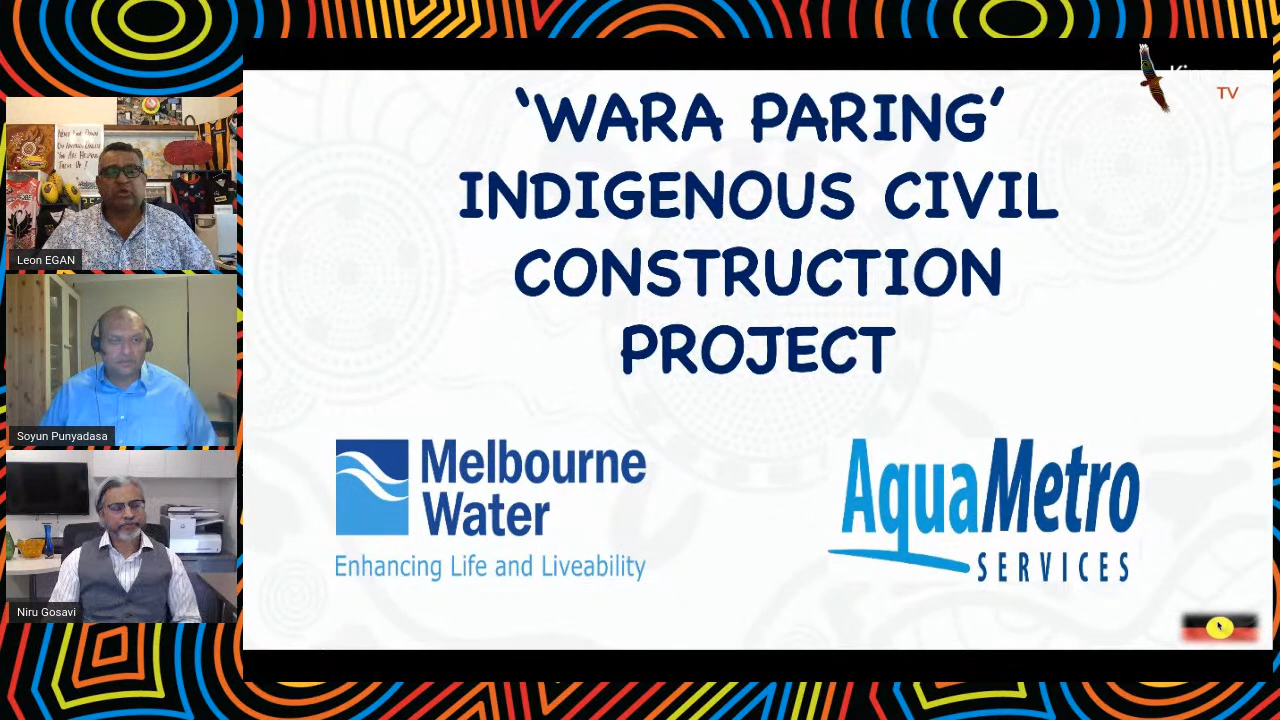 ‘WARA PARING’
INDIGENOUS CIVIL
CONSTRUCTION
PROJECT
Melbourne
Water
Enhancing Life and Liveability
AquaMetro
SERVICES
TV
Leon EGAN
Soyun Punyadasa
Niru Gosavi